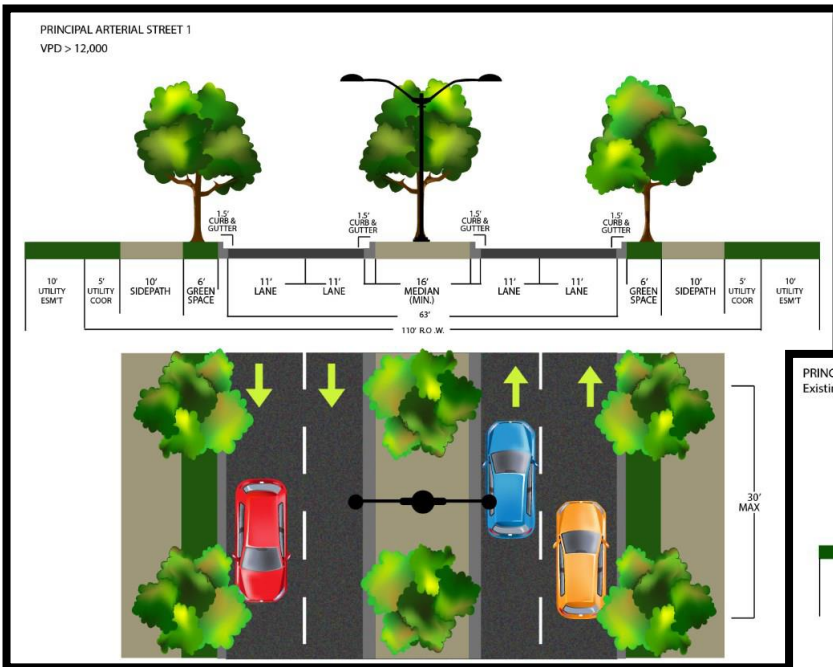 PRINCIPAL ARTERIAL STREET 1
VPD > 12,000
1.5'
CURB &
GUTTER
1.5'
CURB &
GUTTER
1.5'
CURB &
GUTTER
1.5'
CURB &
GUTTER
10'
UTILITY
ESM'T
5'
UTILITY
COOR
10'
SIDEPATH
6'
GREEN
SPACE
11'
LANE
11'
LANE
16'
MEDIAN
(MIN.)
11'
LANE
11'
LANE
6'
GREEN
SPACE
10'
SIDEPATH
5'
UTILITY
COOR
10'
UTILITY
ESM'T
63'
110' R.O .W.
30'
MAX